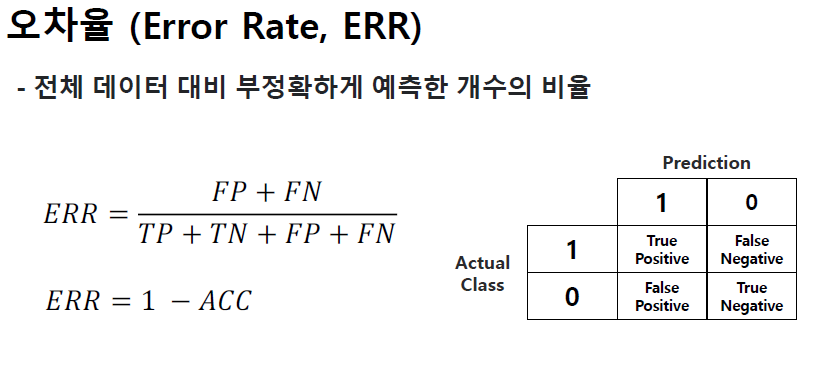 오차율 (Error Rate, ERR)
- 전체 데이터 대비 부정확하게 예측한 개수의 비율
ERR = \frac{FP + FN}{TP + TN + FP + FN}
ERR = 1 - ACC
Prediction
1 0
Actual Class
1 True Positive False Negative
0 False Positive True Negative